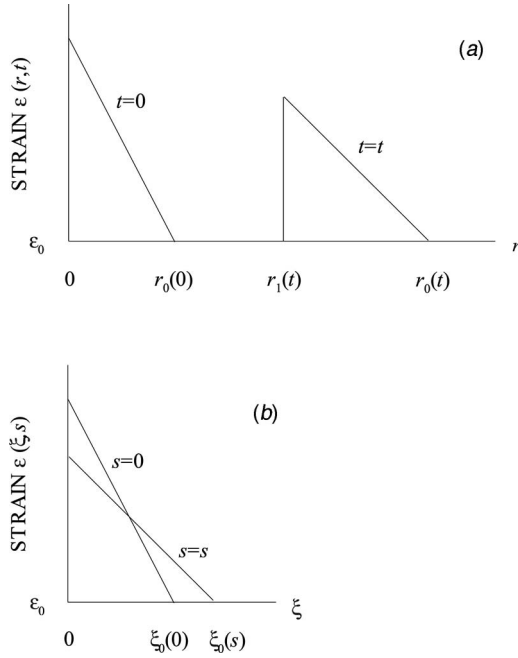 (a)
STRAIN ε (r,t)
t=0
t=t
ε₀
r
0 r₀(0) r₁(t) r₀(t)
(b)
STRAIN ε (ξ,s)
s=0
s=s
ε₀
ξ
0 ξ₀(0) ξ₀(s)